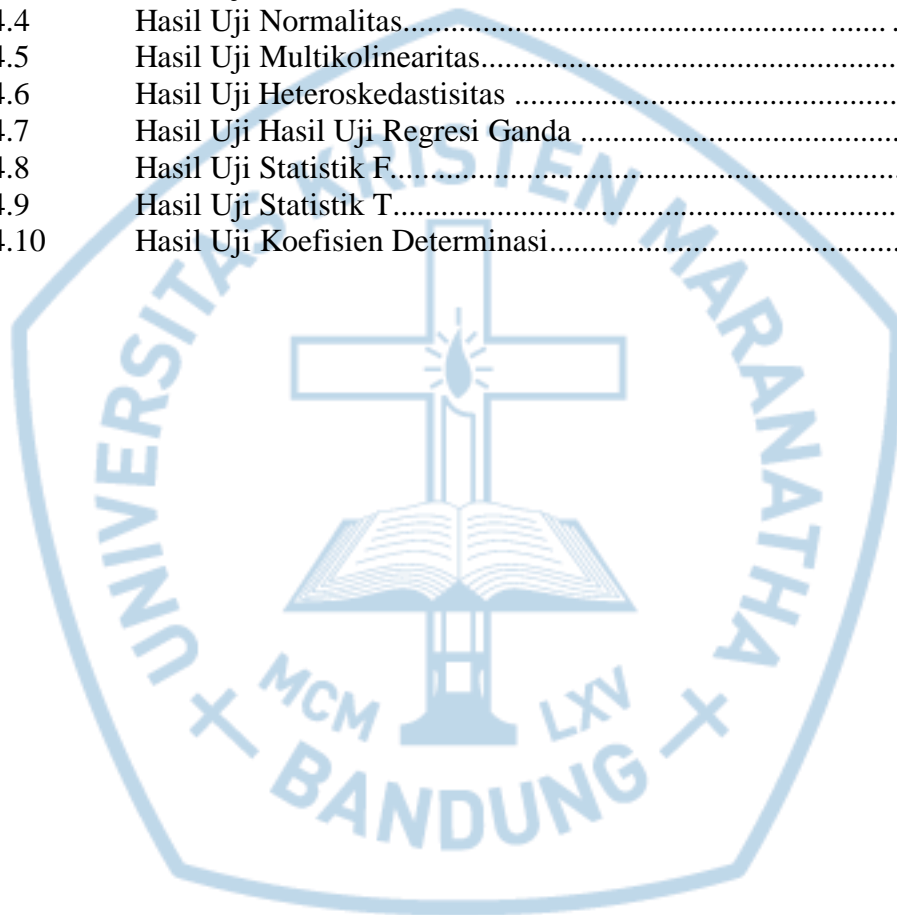 4.4 Hasil Uji Normalitas.................................................... ....... .
4.5 Hasil Uji Multikolinearitas....................................................
4.6 Hasil Uji Heteroskedastisitas ................................................
4.7 Hasil Uji Hasil Uji Regresi Ganda .......................................
4.8 Hasil Uji Statistik F...............................................................
4.9 Hasil Uji Statistik T...............................................................
4.10 Hasil Uji Koefisien Determinasi...........................................
UNIVERSITAS KRISTEN MARANATHA
MCM LXV
BANDUNG